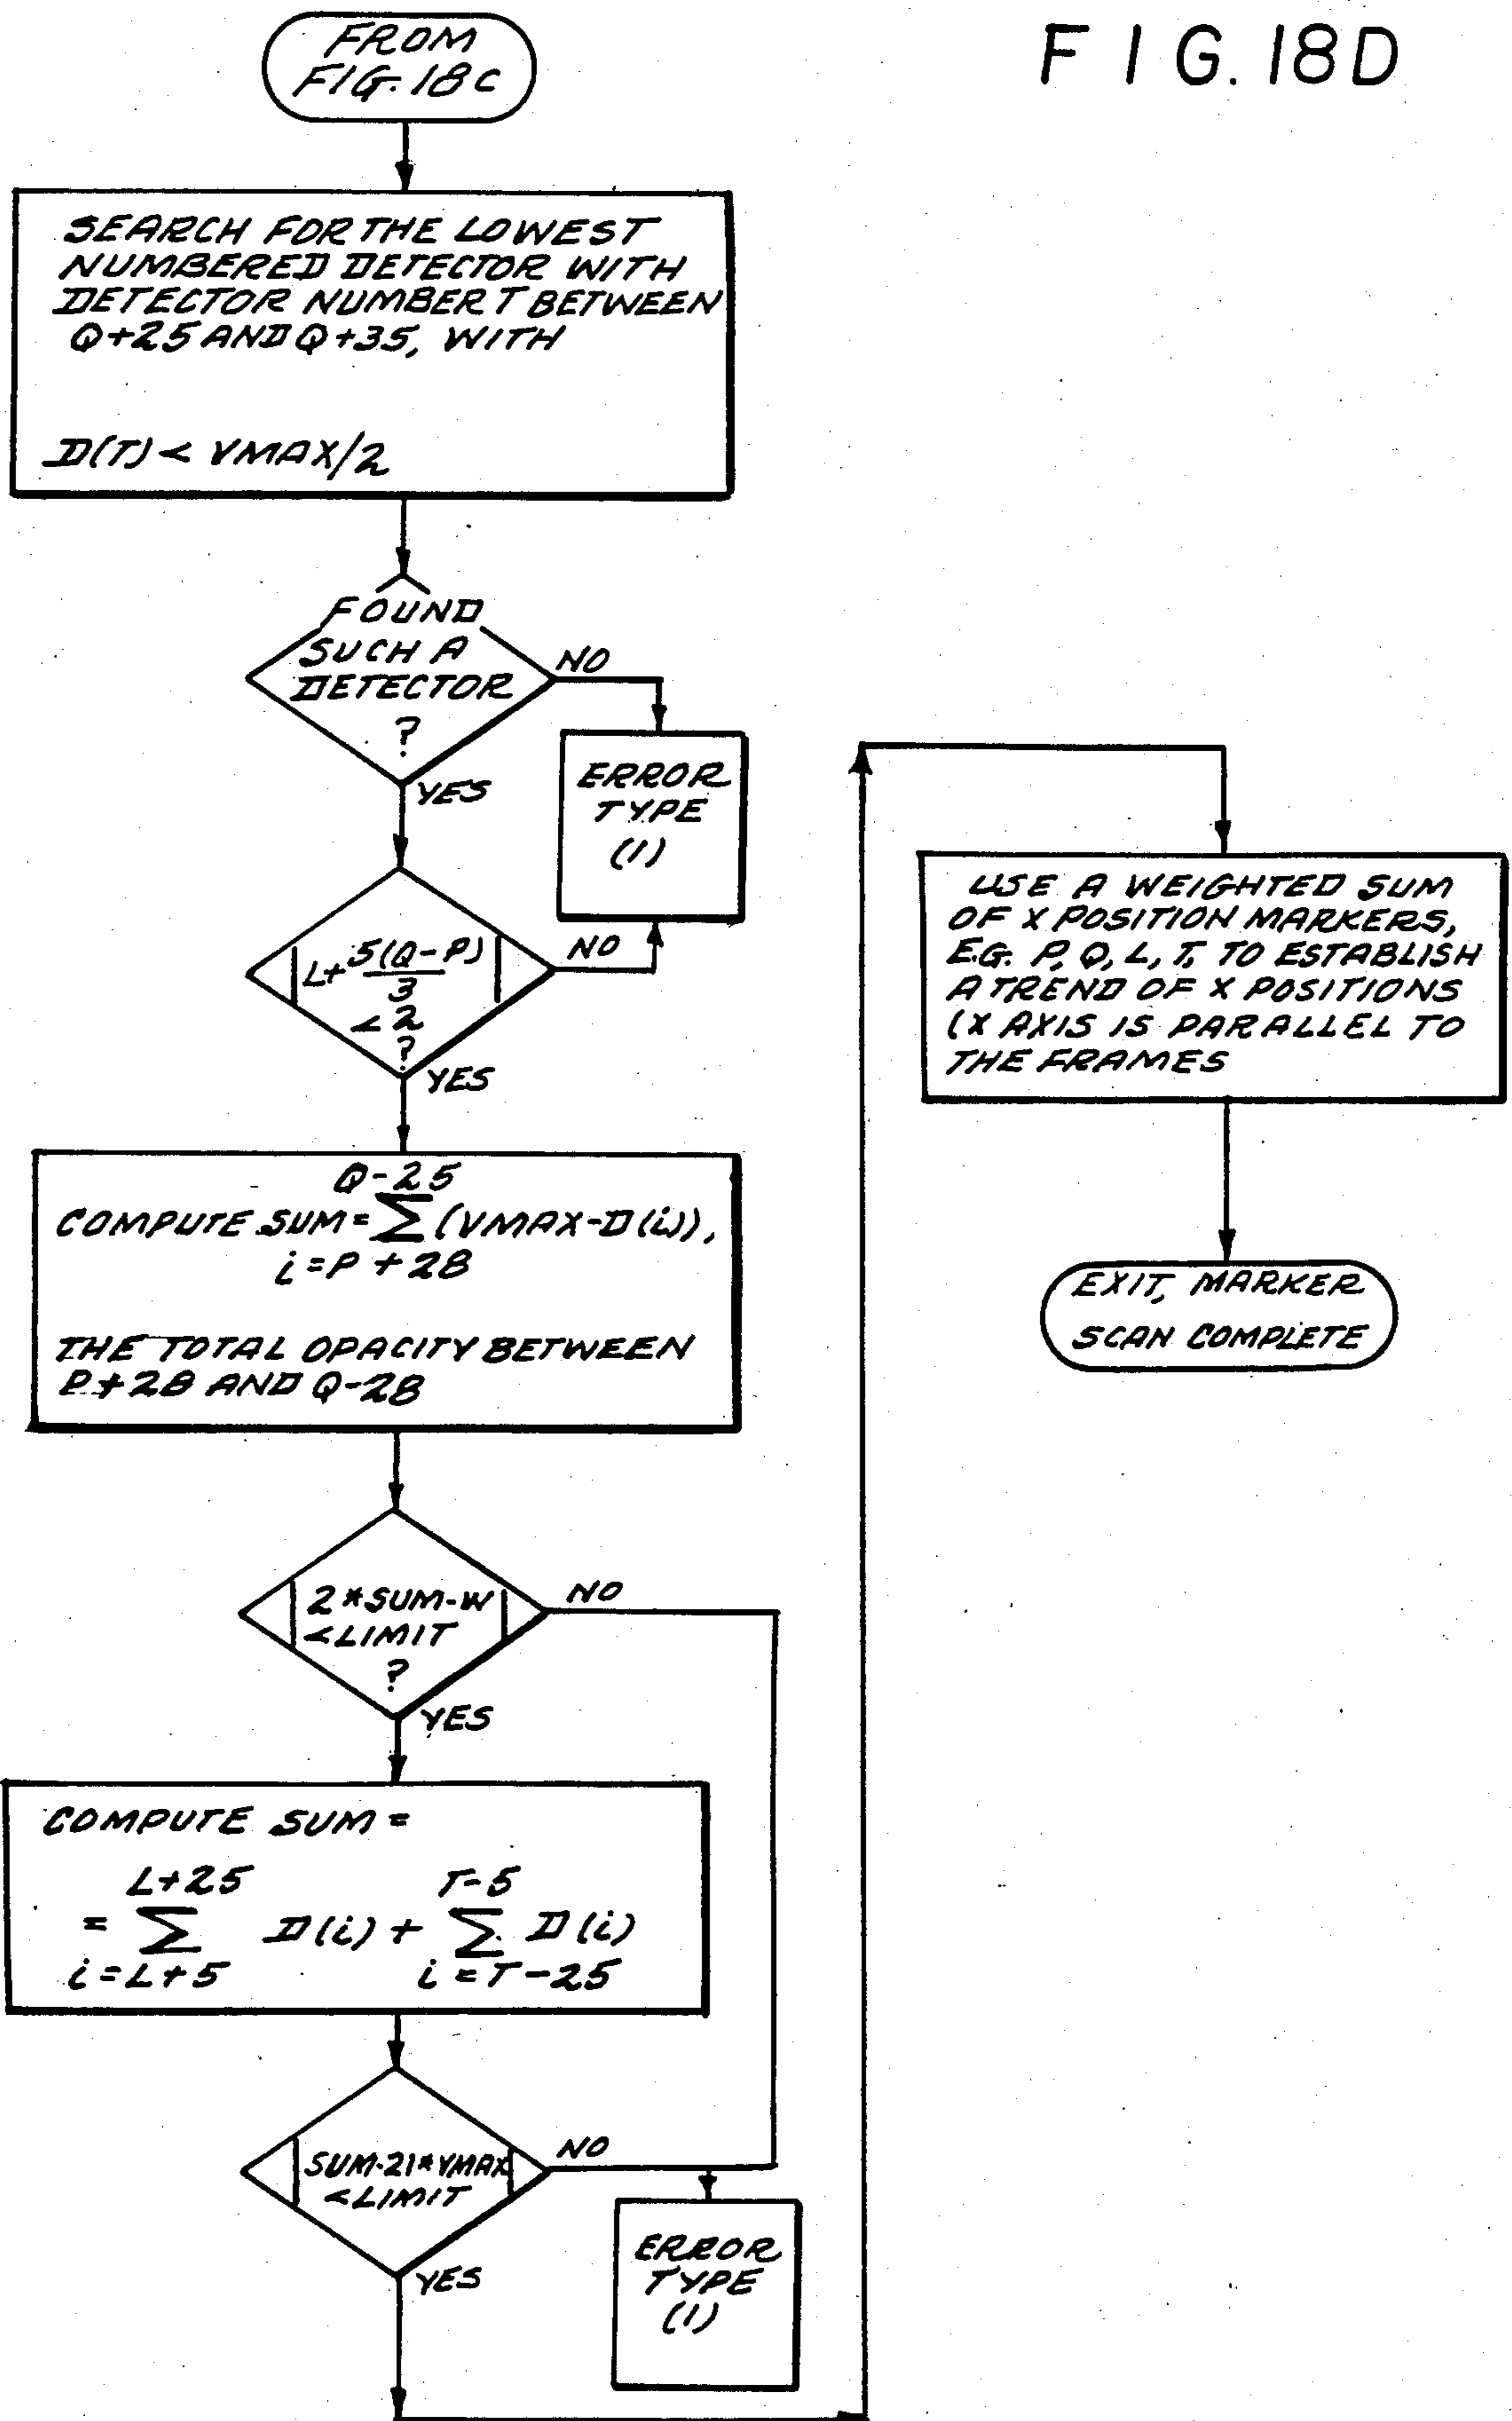 FIG. 18D
FROM
FIG. 18C
SEARCH FOR THE LOWEST
NUMBERED DETECTOR WITH
DETECTOR NUMBER T BETWEEN
Q+25 AND Q+35, WITH
D(T) < VMAX/2
FOUND
SUCH A
DETECTOR
?
NO
YES
ERROR
TYPE
(1)
|L+5(Q-P)/3|
<2
?
NO
YES
Q-25
COMPUTE SUM=∑(VMAX-D(i)),
i=P+28
THE TOTAL OPACITY BETWEEN
P+28 AND Q-28
|2*SUM-W|
<LIMIT
?
NO
YES
COMPUTE SUM=
L+25 T-5
=∑ D(i)+∑ D(i)
i=L+5 i=T-25
|SUM-21*VMAX|
<LIMIT
NO
YES
ERROR
TYPE
(1)
USE A WEIGHTED SUM
OF X POSITION MARKERS,
E.G. P, Q, L, T, TO ESTABLISH
A TREND OF X POSITIONS
(X AXIS IS PARALLEL TO
THE FRAMES
EXIT, MARKER
SCAN COMPLETE